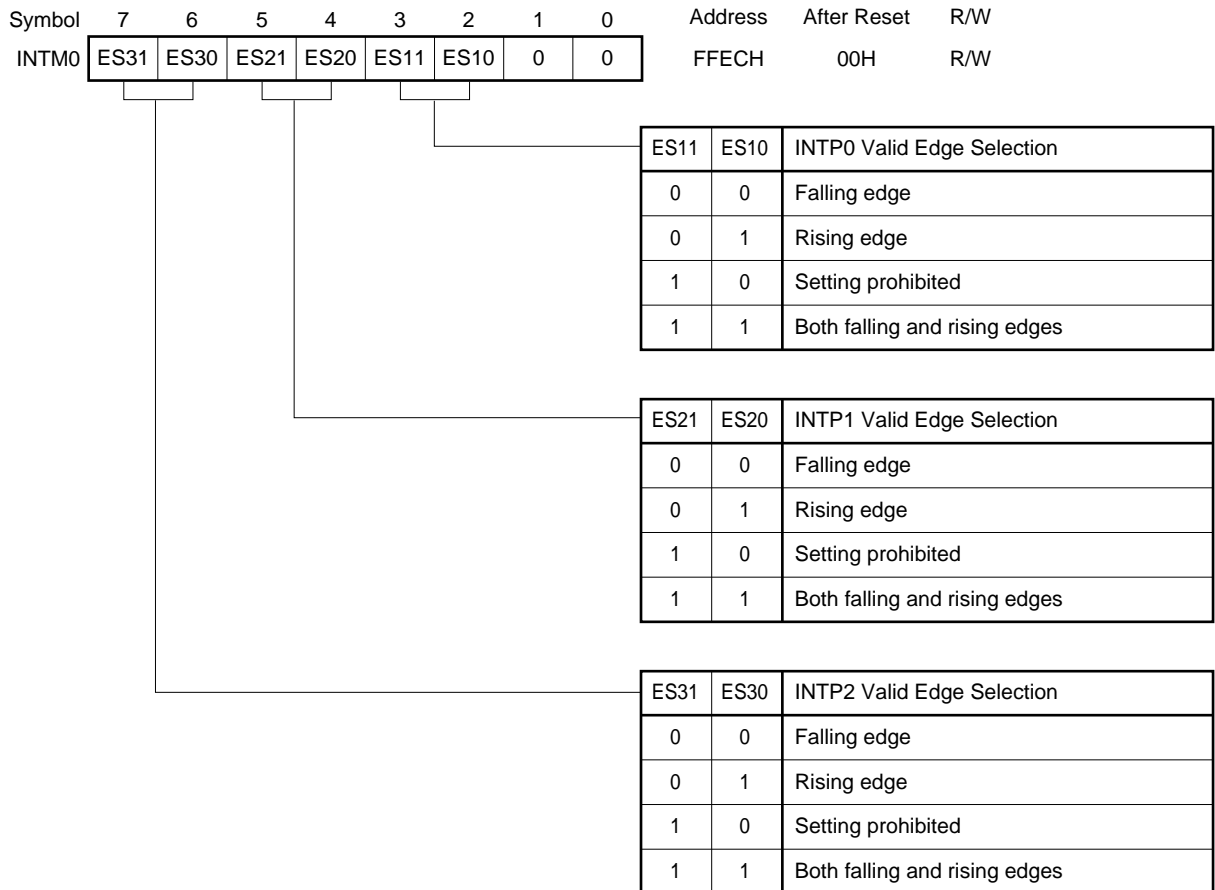 Symbol 7 6 5 4 3 2 1 0 Address After Reset R/W
INTM0 ES31 ES30 ES21 ES20 ES11 ES10 0 0 FFECH 00H R/W
ES11 ES10 INTP0 Valid Edge Selection
0 0 Falling edge
0 1 Rising edge
1 0 Setting prohibited
1 1 Both falling and rising edges
ES21 ES20 INTP1 Valid Edge Selection
0 0 Falling edge
0 1 Rising edge
1 0 Setting prohibited
1 1 Both falling and rising edges
ES31 ES30 INTP2 Valid Edge Selection
0 0 Falling edge
0 1 Rising edge
1 0 Setting prohibited
1 1 Both falling and rising edges